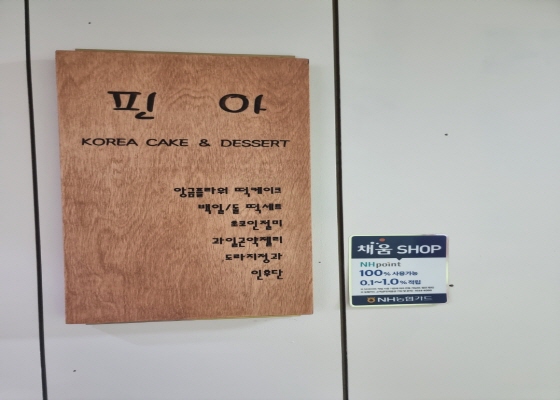 필아
KOREA CAKE & DESSERT
앙금플라워 떡케이크
백일/돌 떡세트
초코인절미
과일곤약젤리
도라지정과
인후단
채움 SHOP
NHpoint
100% 사용가능
0.1~1.0% 적립
NH농협카드